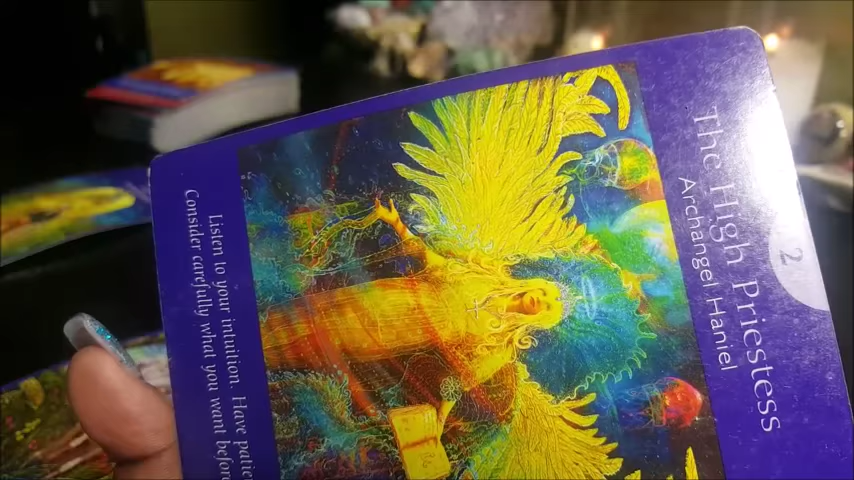 2
The High Priestess
Archangel Haniel
Listen to your intuition. Have patie
Consider carefully what you want befor